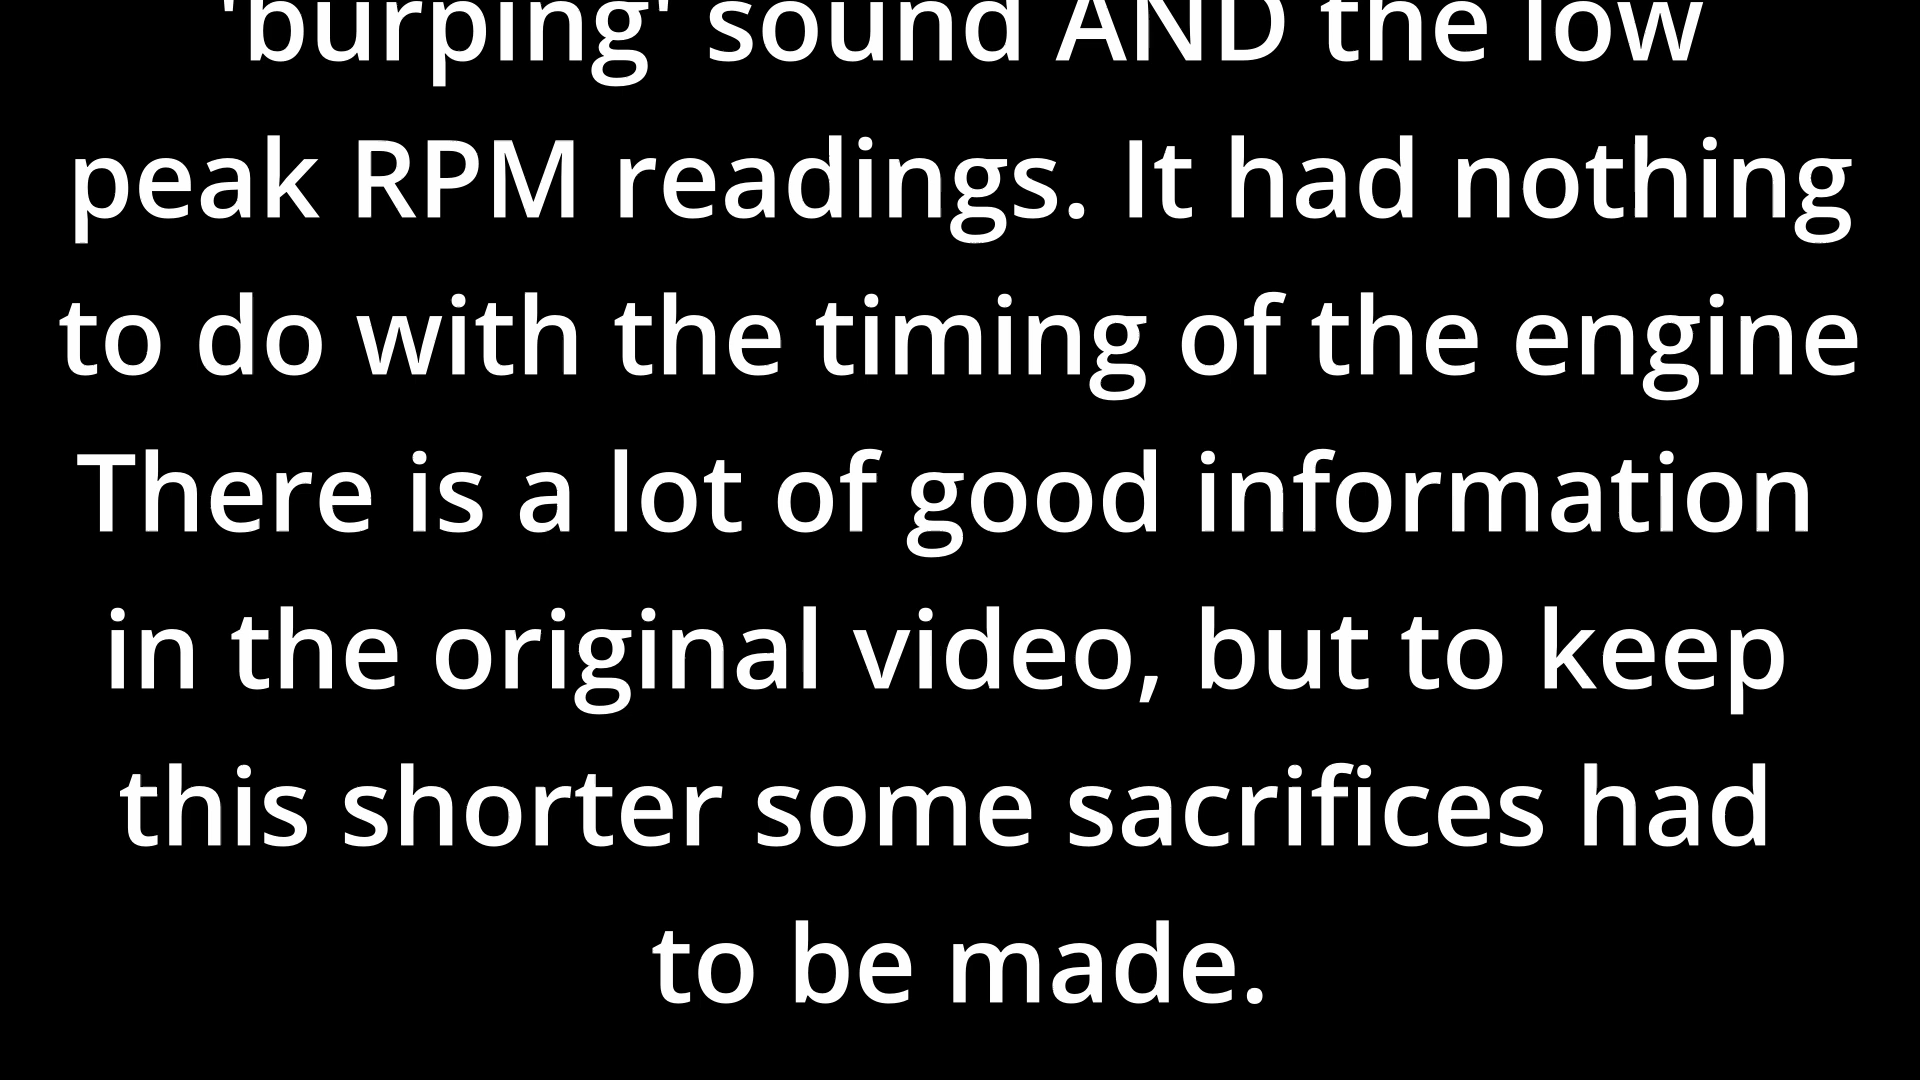 'burping' sound AND the low
peak RPM readings. It had nothing
to do with the timing of the engine
There is a lot of good information
in the original video, but to keep
this shorter some sacrifices had
to be made.